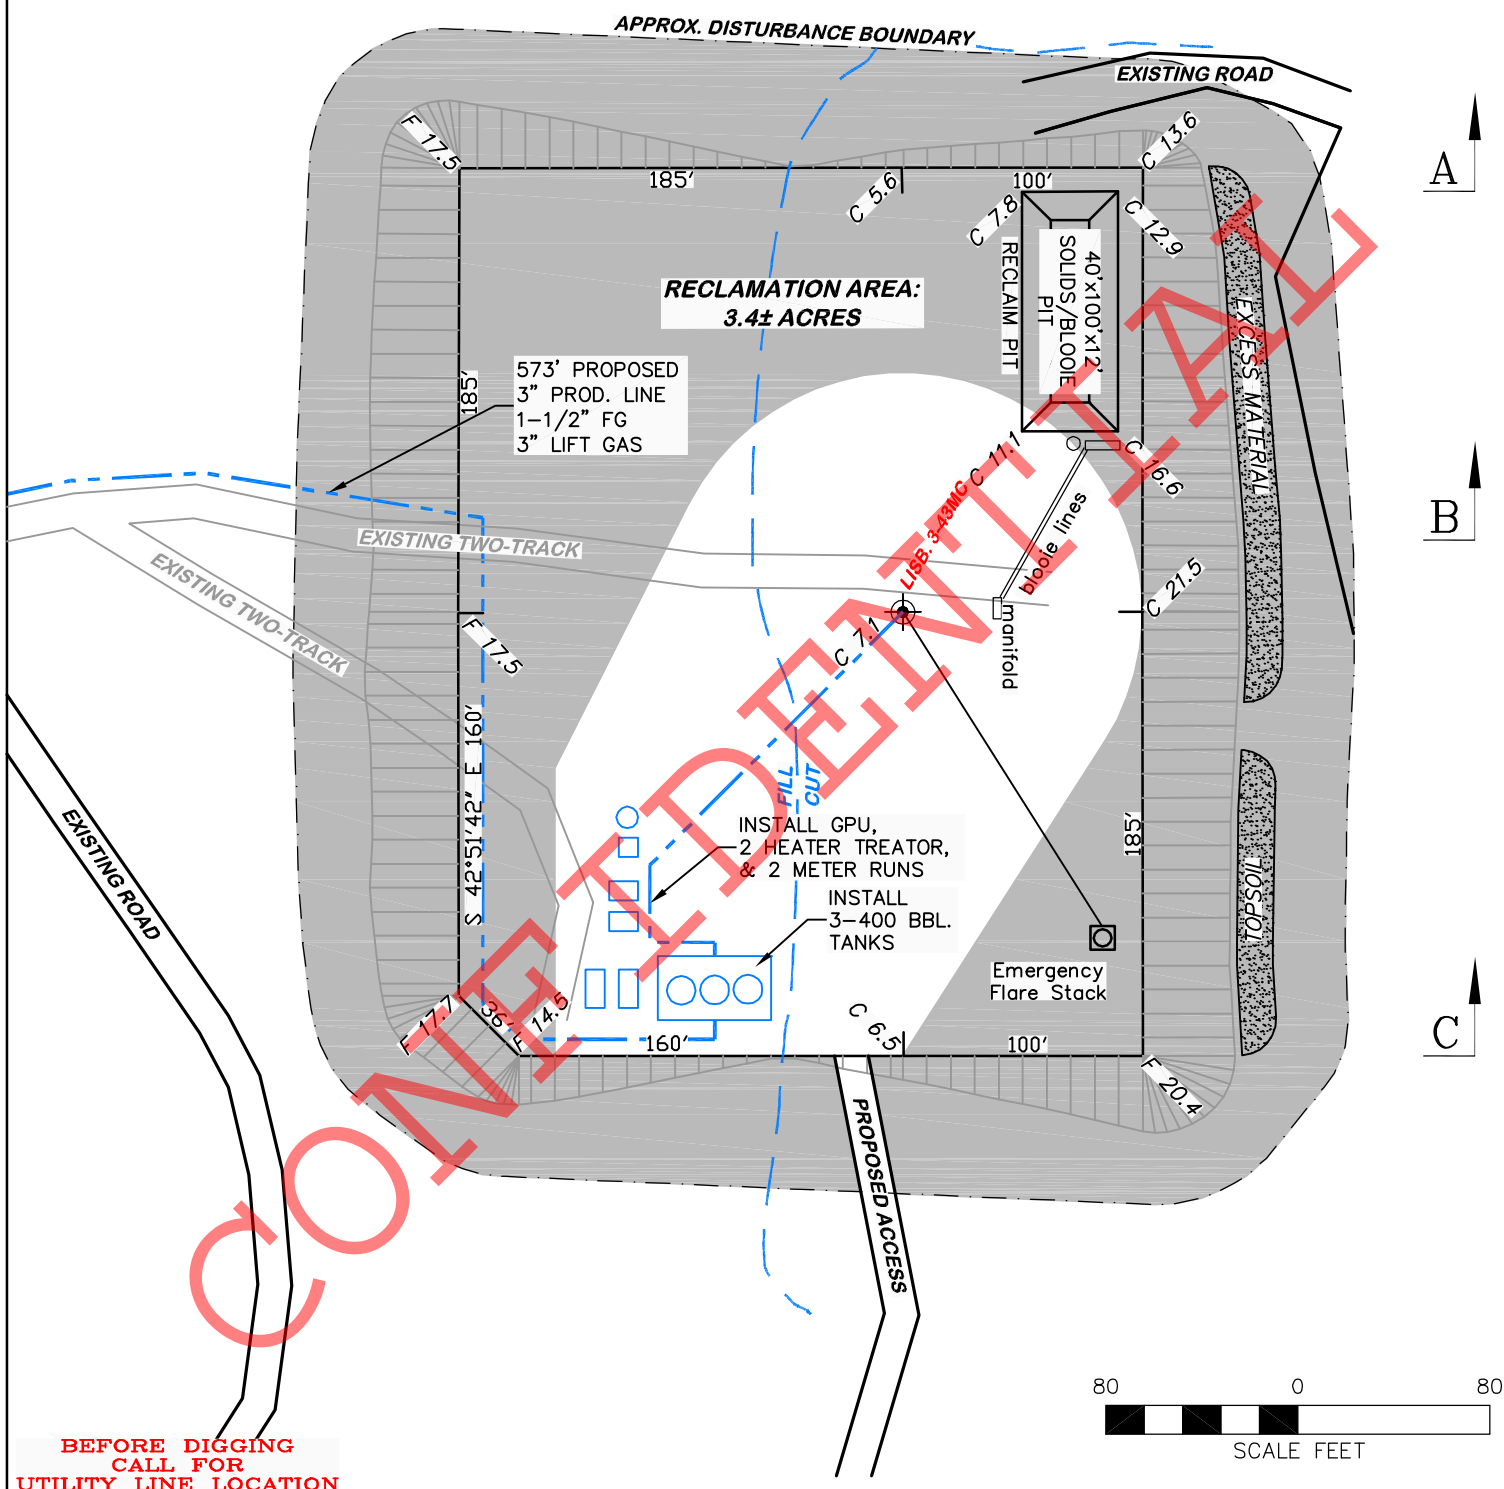 APPROX. DISTURBANCE BOUNDARY
EXISTING ROAD
F 17.5
C 13.6
185'
100'
C 5.6
C 7.8
C 12.9
A
RECLAIM PIT
40'x100'x12'
SOLIDS/BLOOIE
PIT
RECLAMATION AREA:
3.4± ACRES
EXCESS MATERIAL
573' PROPOSED
3" PROD. LINE
1-1/2" FG
3" LIFT GAS
185'
C 11.1
C 16.6
LISB. 3-43MC
blooie lines
B
EXISTING TWO-TRACK
EXISTING TWO-TRACK
C 21.5
F 17.5
C 7.1
manifold
S 42°51'42" E 160'
FILL
CUT
185'
INSTALL GPU,
2 HEATER TREATOR,
& 2 METER RUNS
INSTALL
3-400 BBL.
TANKS
TOPSOIL
EXISTING ROAD
Emergency
Flare Stack
F 17.7
36'
F 14.5
160'
C 6.5
100'
C
F 20.4
PROPOSED ACCESS
CONFIDENTIAL
80 0 80
SCALE FEET
BEFORE DIGGING
CALL FOR
UTILITY LINE LOCATION